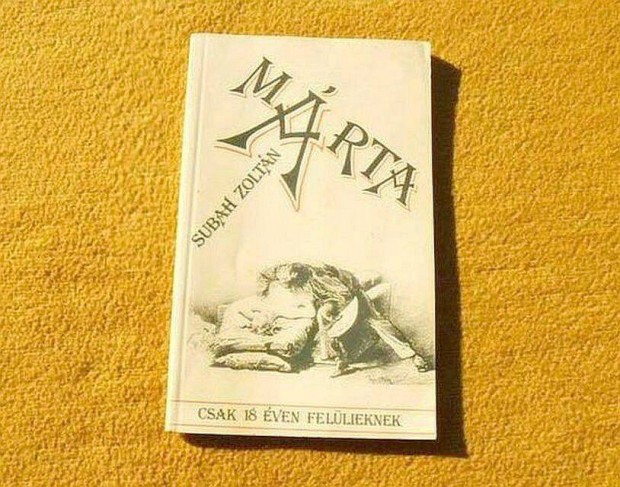 MÁRTA
SUBAH ZOLTÁN
CSAK 18 ÉVEN FELÜLIEKNEK